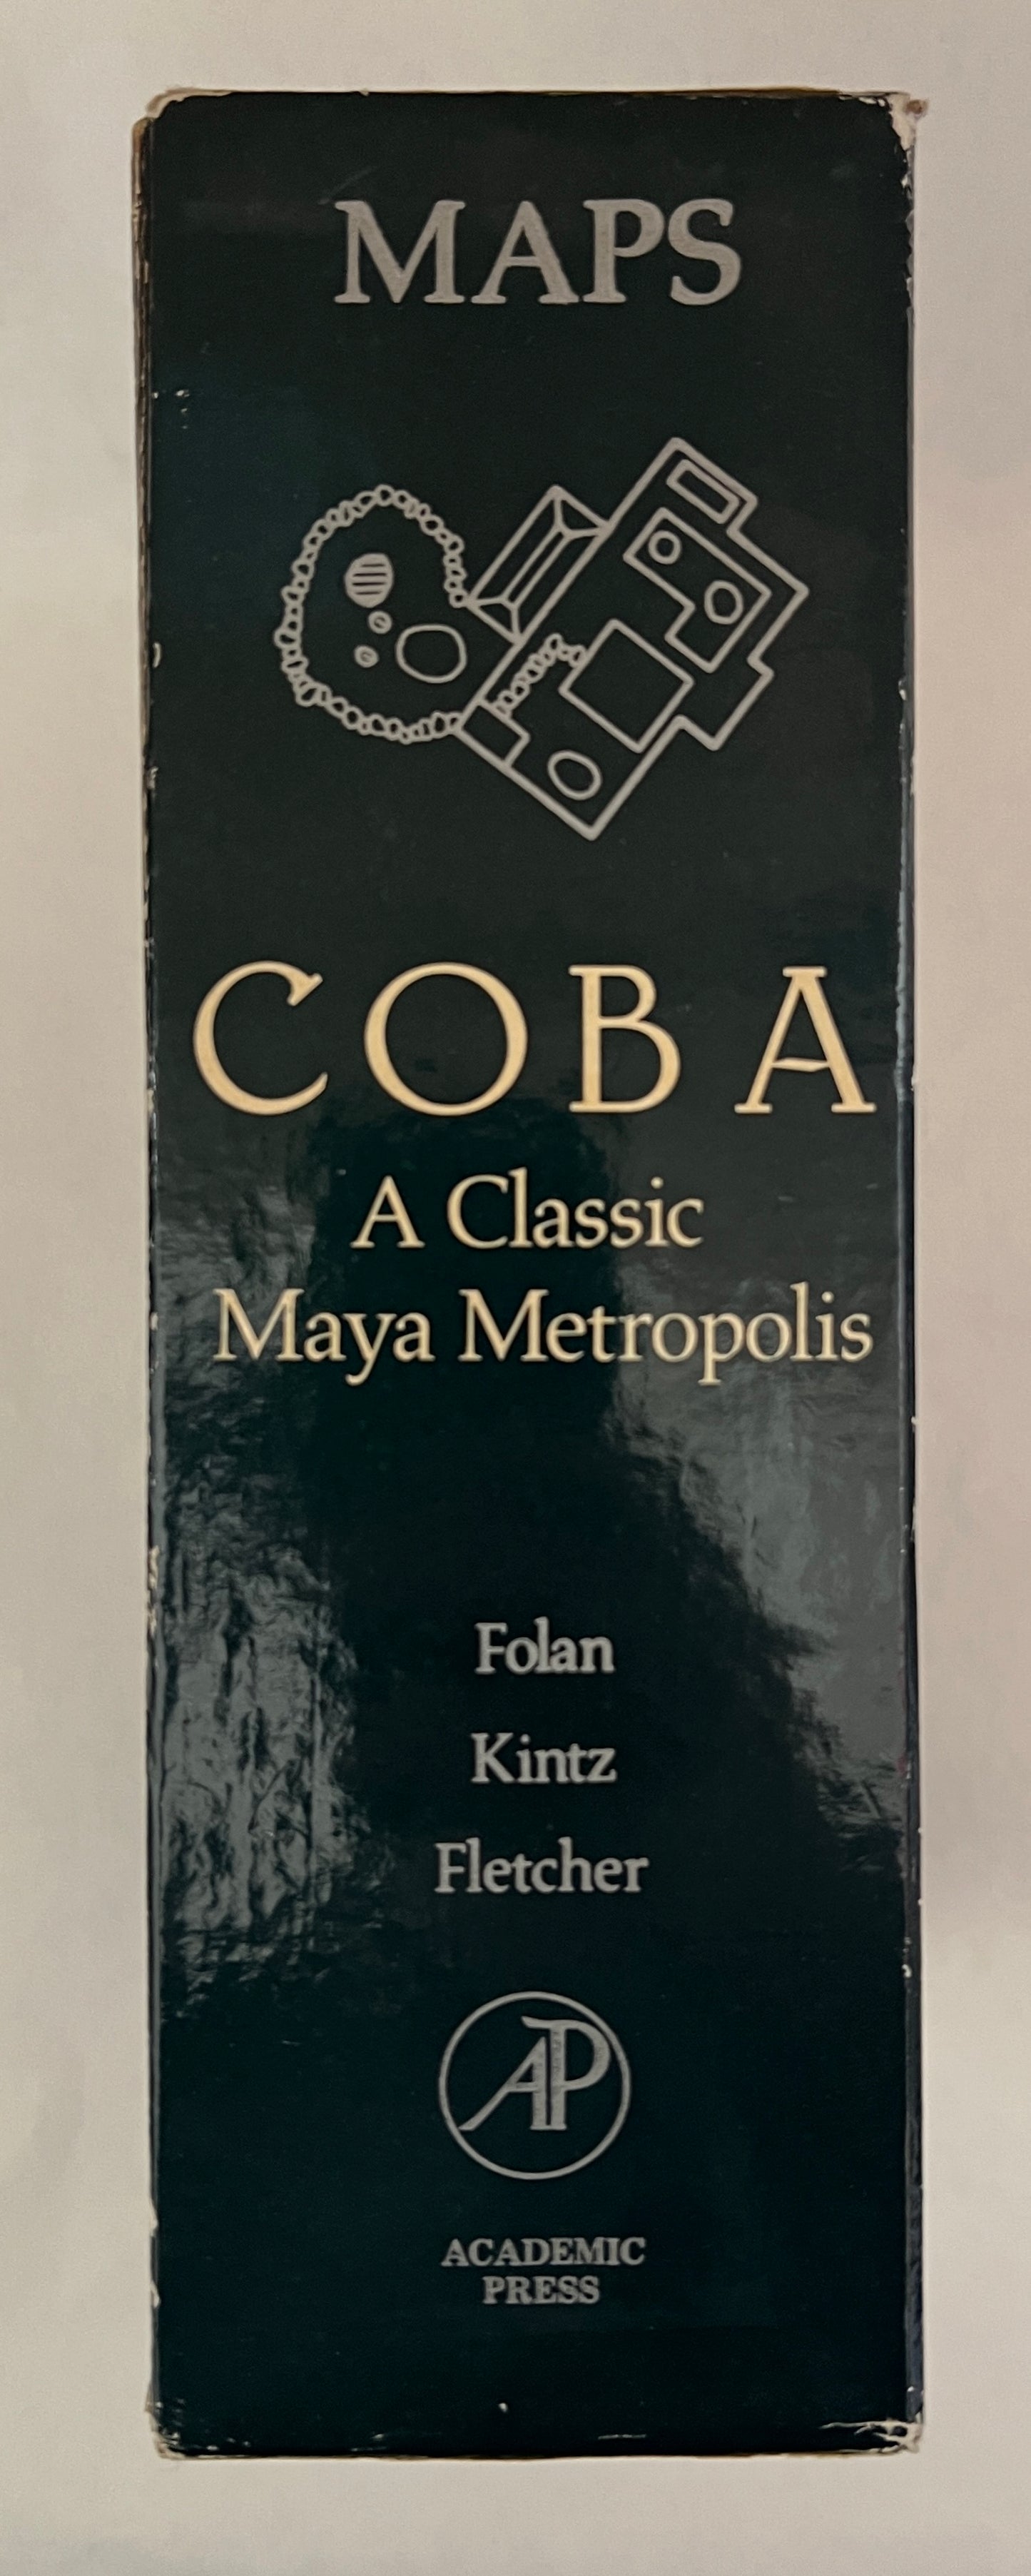 MAPS
COBA
A Classic
Maya Metropolis
Folan
Kintz
Fletcher
AP
ACADEMIC
PRESS